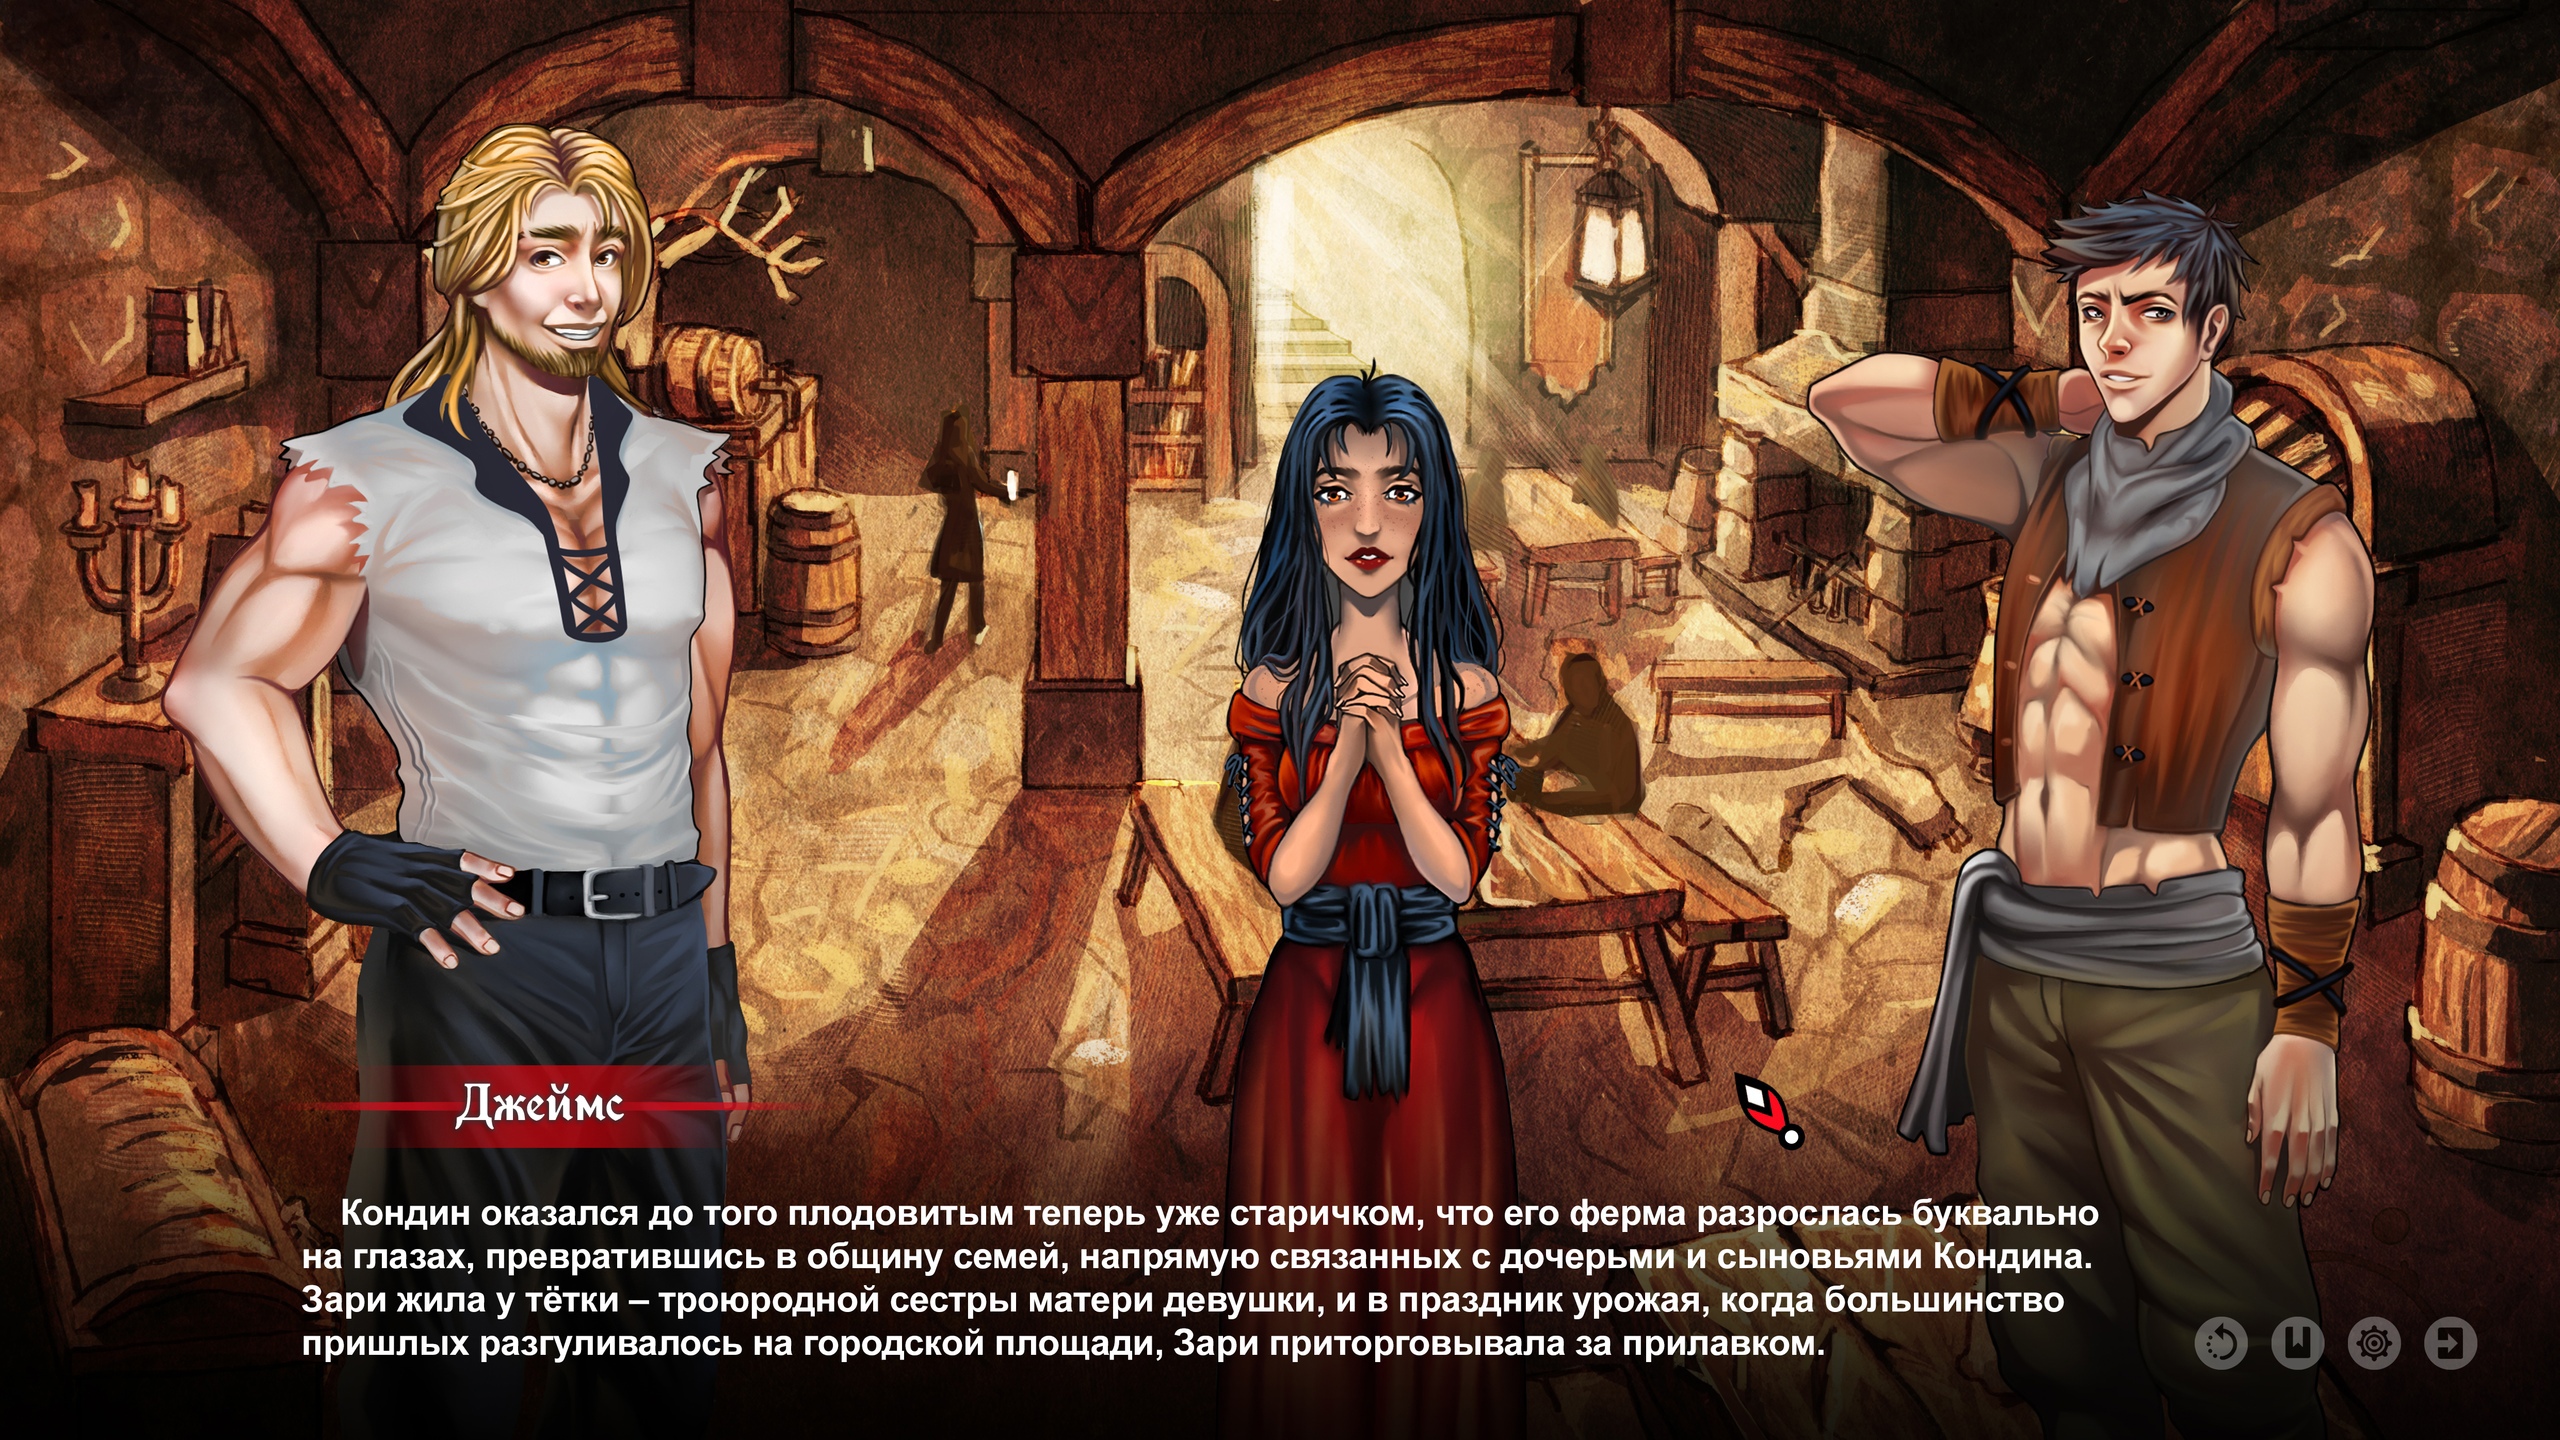 Джеймс
Кондин оказался до того плодовитым теперь уже старичком, что его ферма разрослась буквально
на глазах, превратившись в общину семей, напрямую связанных с дочерьми и сыновьями Кондина.
Зари жила у тётки – троюродной сестры матери девушки, и в праздник урожая, когда большинство
пришлых разгуливалось на городской площади, Зари приторговывала за прилавком.